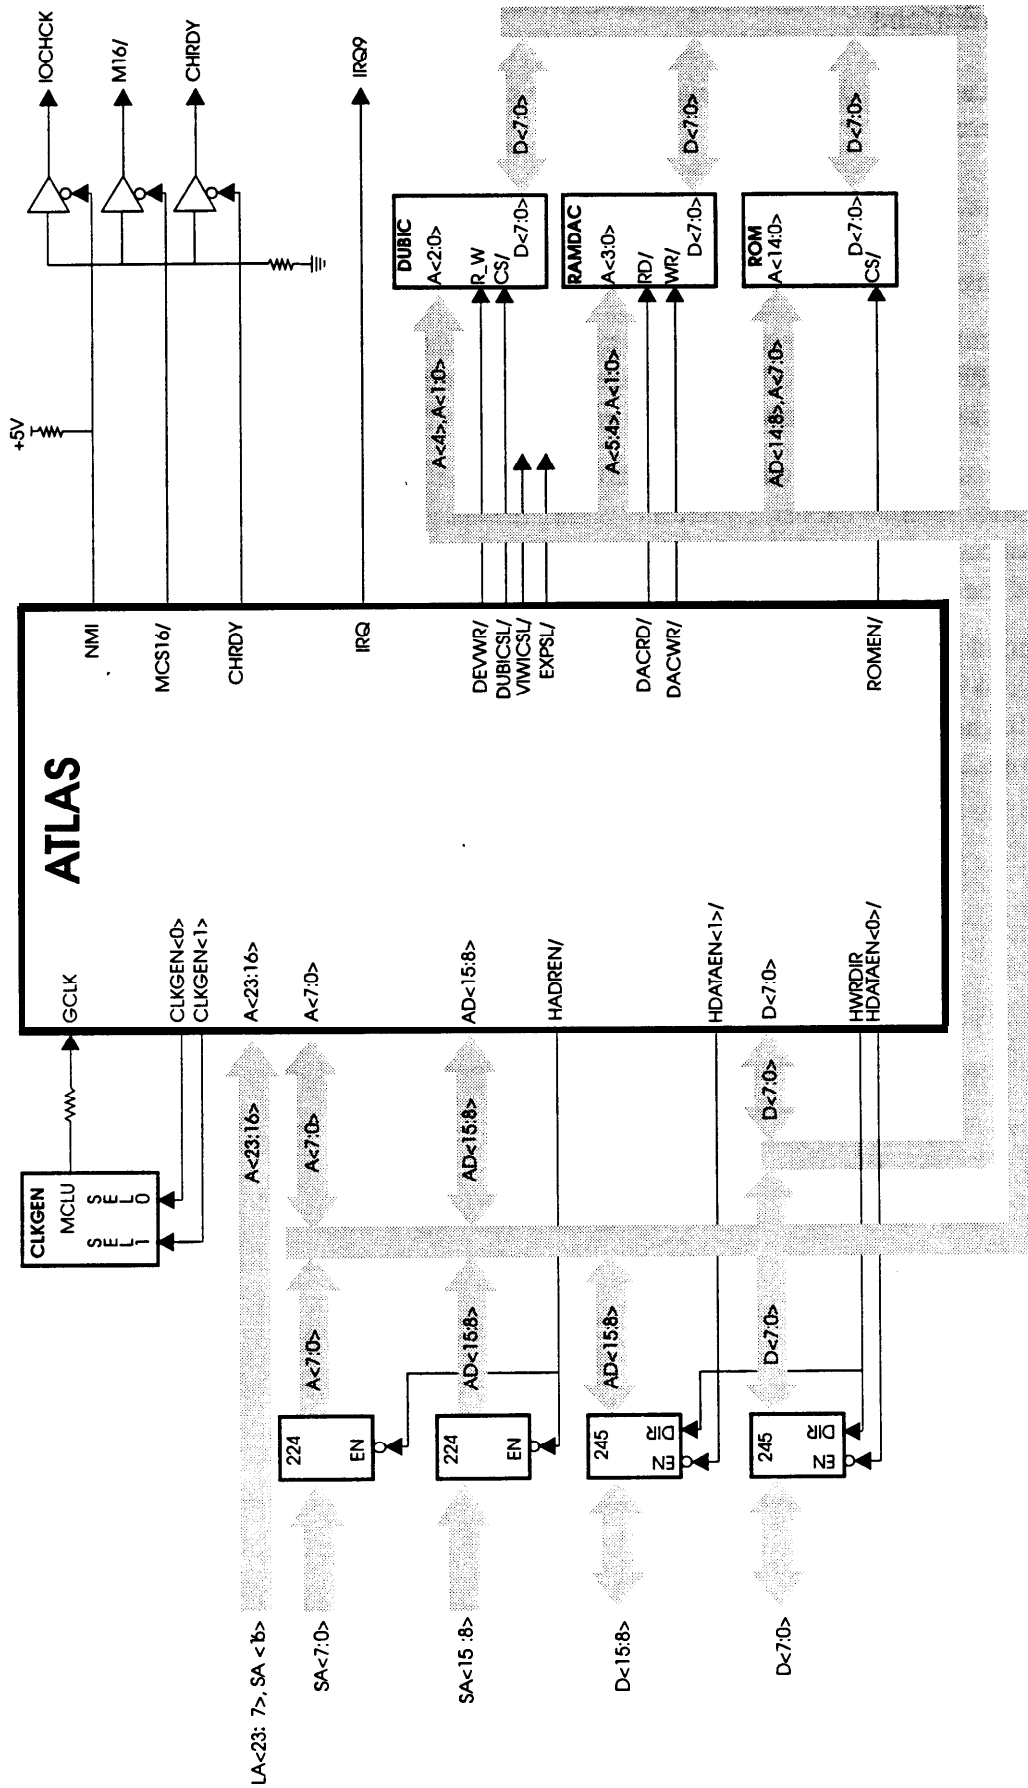 IOCHCK
M16/
CHRDY
IRQ9
+5V
DUBIC
A<2:0>
R_W
CS/
D<7:0>
RAMDAC
A<3:0>
RD/
WR/
D<7:0>
ROM
A<14:0>
D<7:0>
CS/
D<7:0>
D<7:0>
D<7:0>
A<4>,A<1:0>
A<5:4>,A<1:0>
AD<14:8>,A<7:0>
ATLAS
NMI
MCS16/
CHRDY
IRQ
DEVWR/
DUBICSL/
VIWICSL/
EXPSL/
DACRD/
DACWR/
ROMEN/
GCLK
CLKGEN<0>
CLKGEN<1>
A<23:16>
A<7:0>
AD<15:8>
HADREN/
HDATAEN<1>/
D<7:0>
HWRDIR
HDATAEN<0>/
CLKGEN
MCLU
SEL1
SEL0
A<23:16>
A<7:0>
AD<15:8>
D<7:0>
A<7:0>
AD<15:8>
AD<15:8>
D<7:0>
224
EN
224
EN
245
EN
DIR
245
EN
DIR
LA<23: 7>, SA <16>
SA<7:0>
SA<15 :8>
D<15:8>
D<7:0>